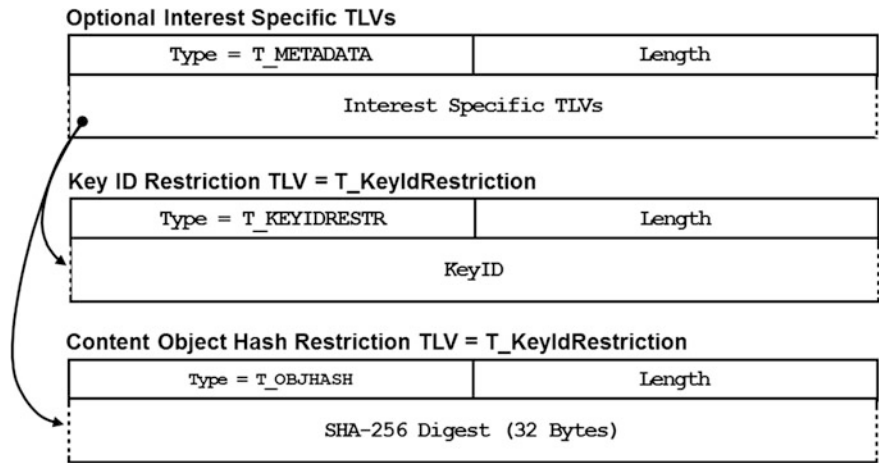 Optional Interest Specific TLVs
Type = T_METADATA Length
Interest Specific TLVs
Key ID Restriction TLV = T_KeyIdRestriction
Type = T_KEYIDRESTR Length
KeyID
Content Object Hash Restriction TLV = T_KeyIdRestriction
Type = T_OBJHASH Length
SHA-256 Digest (32 Bytes)